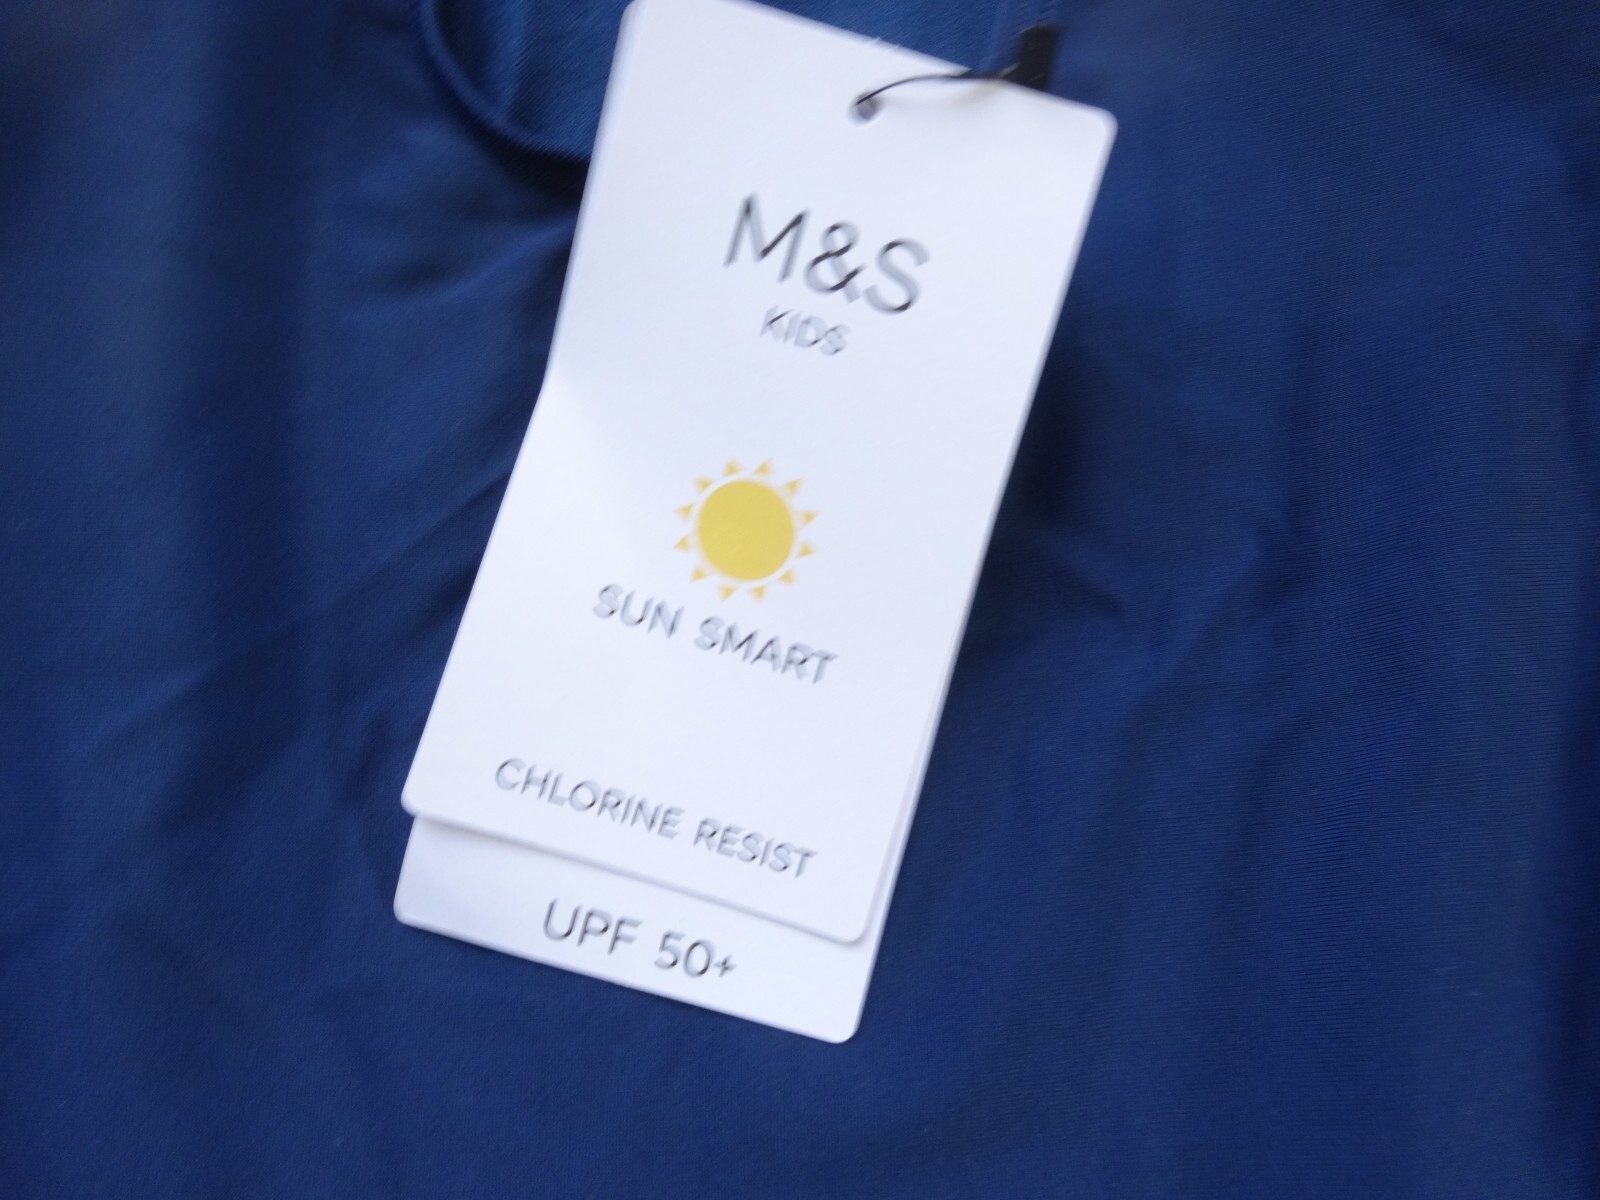 M&S
KIDS
SUN SMART
CHLORINE RESIST
UPF 50+